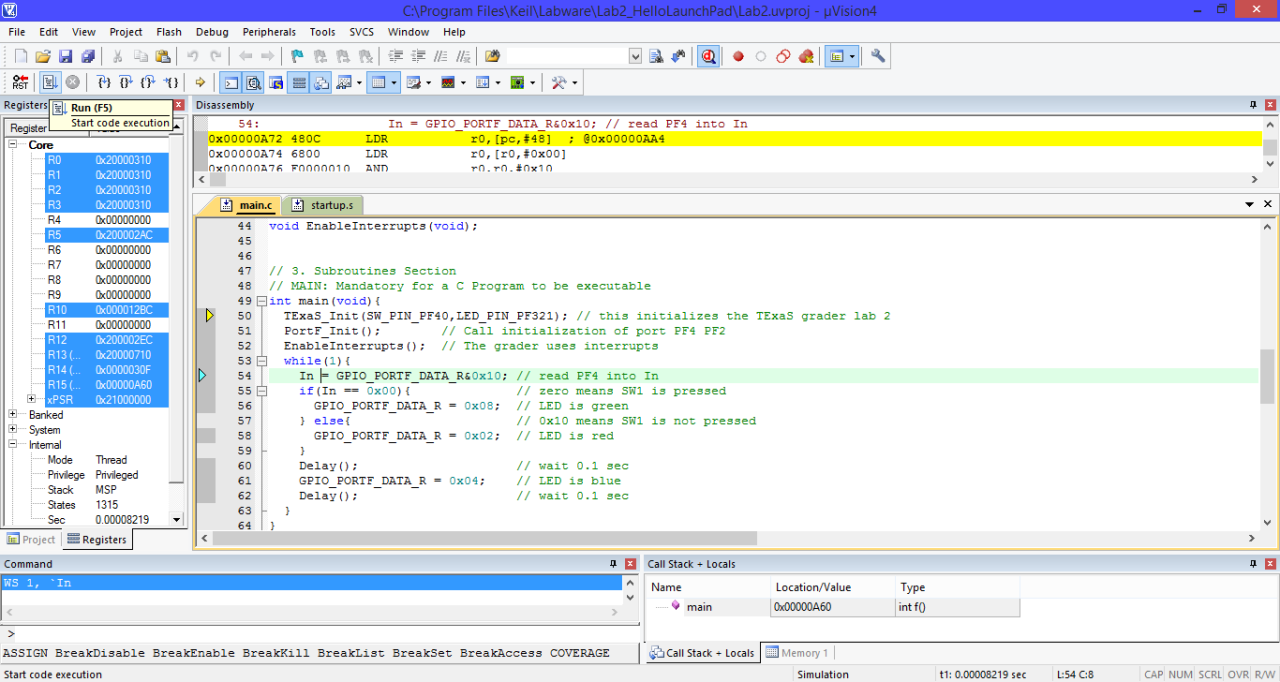 C:\Program Files\Keil\Labware\Lab2_HelloLaunchPad\Lab2.uvproj - µVision4
File Edit View Project Flash Debug Peripherals Tools SVCS Window Help
Registers
Run (F5)
Start code execution
Register
Core
R0 0x20000310
R1 0x20000310
R2 0x20000310
R3 0x20000310
R4 0x00000000
R5 0x200002AC
R6 0x00000000
R7 0x00000000
R8 0x00000000
R9 0x00000000
R10 0x000012BC
R11 0x00000000
R12 0x200002EC
R13 (... 0x20000710
R14 (... 0x0000030F
R15 (... 0x00000A60
xPSR 0x21000000
Banked
System
Internal
Mode Thread
Privilege Privileged
Stack MSP
States 1315
Sec 0.00008219
Project Registers
Disassembly
54: In = GPIO_PORTF_DATA_R&0x10; // read PF4 into In
0x00000A72 480C LDR r0,[pc,#48] ; @0x00000AA4
0x00000A74 6800 LDR r0,[r0,#0x00]
0x00000A76 F0000010 AND r0,r0,#0x10
main.c startup.s
44 void EnableInterrupts(void);
45
46
47 // 3. Subroutines Section
48 // MAIN: Mandatory for a C Program to be executable
49 int main(void){
50 TExaS_Init(SW_PIN_PF40,LED_PIN_PF321); // this initializes the TExaS grader lab 2
51 PortF_Init(); // Call initialization of port PF4 PF2
52 EnableInterrupts(); // The grader uses interrupts
53 while(1){
54 In = GPIO_PORTF_DATA_R&0x10; // read PF4 into In
55 if(In == 0x00){ // zero means SW1 is pressed
56 GPIO_PORTF_DATA_R = 0x08; // LED is green
57 } else{ // 0x10 means SW1 is not pressed
58 GPIO_PORTF_DATA_R = 0x02; // LED is red
59 }
60 Delay(); // wait 0.1 sec
61 GPIO_PORTF_DATA_R = 0x04; // LED is blue
62 Delay(); // wait 0.1 sec
63 }
64 }
Command
WS 1, `In
>
ASSIGN BreakDisable BreakEnable BreakKill BreakList BreakSet BreakAccess COVERAGE
Call Stack + Locals
Name Location/Value Type
main 0x00000A60 int f()
Call Stack + Locals Memory 1
Start code execution Simulation t1: 0.00008219 sec L:54 C:8 CAP NUM SCRL OVR R/W